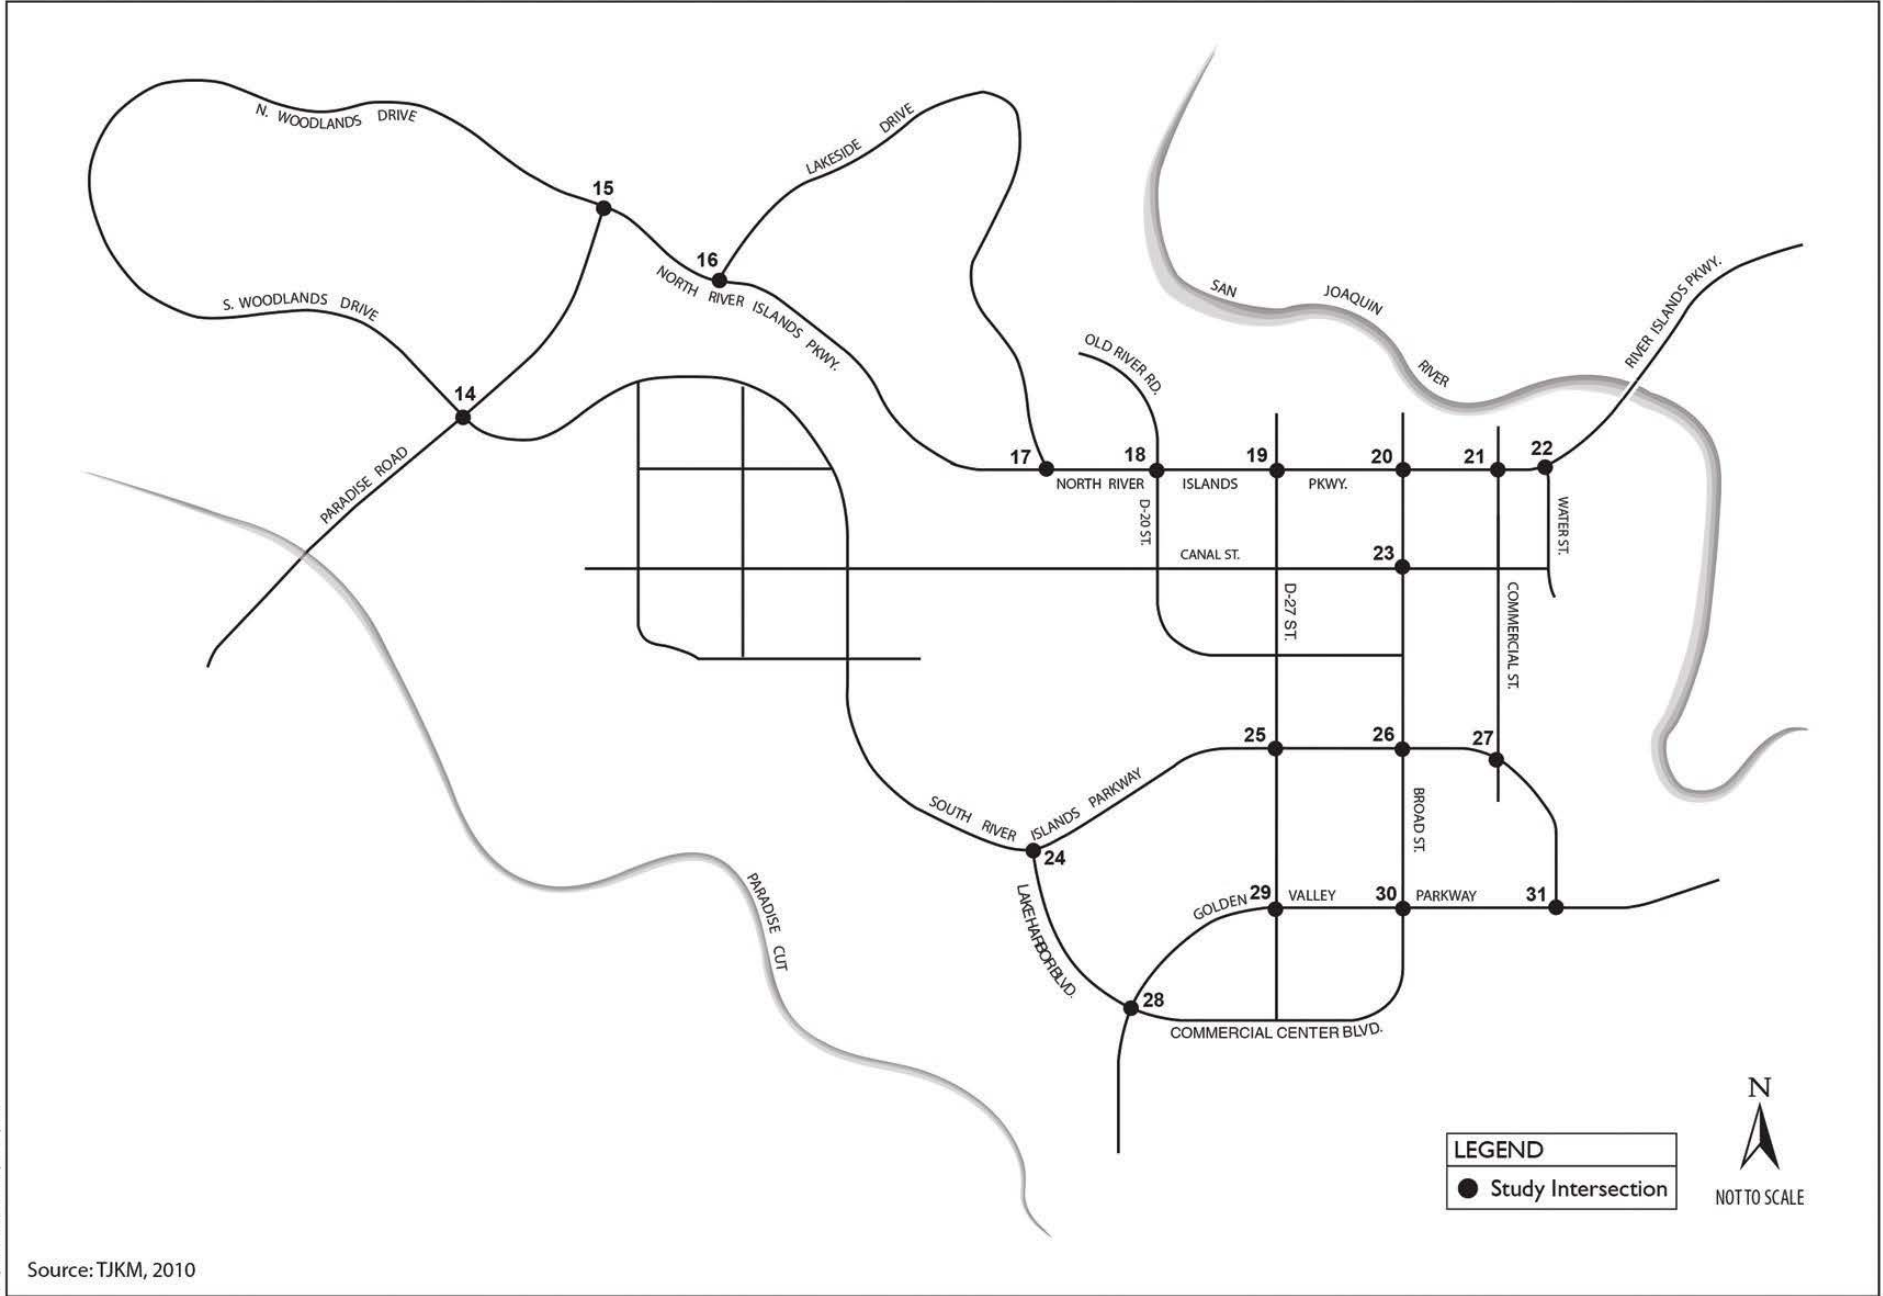 N. WOODLANDS DRIVE
LAKESIDE DRIVE
15
16
NORTH RIVER ISLANDS PKWY.
S. WOODLANDS DRIVE
14
PARADISE ROAD
SAN JOAQUIN RIVER
RIVER ISLANDS PKWY.
OLD RIVER RD.
17
18
19
20
21
22
NORTH RIVER ISLANDS PKWY.
D-20 ST.
WATER ST.
CANAL ST.
23
D-27 ST.
COMMERCIAL ST.
25
26
27
SOUTH RIVER ISLANDS PARKWAY
24
BROAD ST.
LAKEHARBOR BLVD.
PARADISE CUT
GOLDEN VALLEY PARKWAY
29
30
31
28
COMMERCIAL CENTER BLVD.
N
NOT TO SCALE
LEGEND
Study Intersection
Source: TJKM, 2010